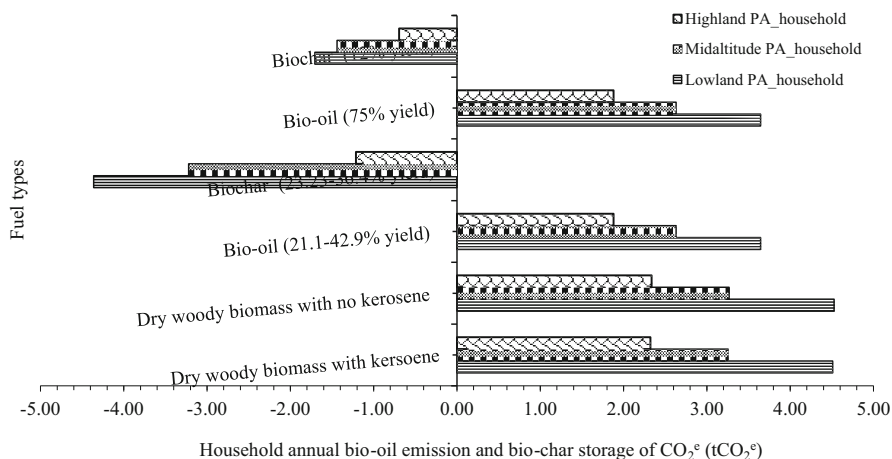 Highland PA_household
Midaltitude PA_household
Lowland PA_household
Fuel types
Biochar
Bio-oil (75% yield)
Biochar
Bio-oil (21.1-42.9% yield)
Dry woody biomass with no kerosene
Dry woody biomass with kersoene
-5.00 -4.00 -3.00 -2.00 -1.00 0.00 1.00 2.00 3.00 4.00 5.00
Household annual bio-oil emission and bio-char storage of CO₂ᵉ (tCO₂ᵉ)